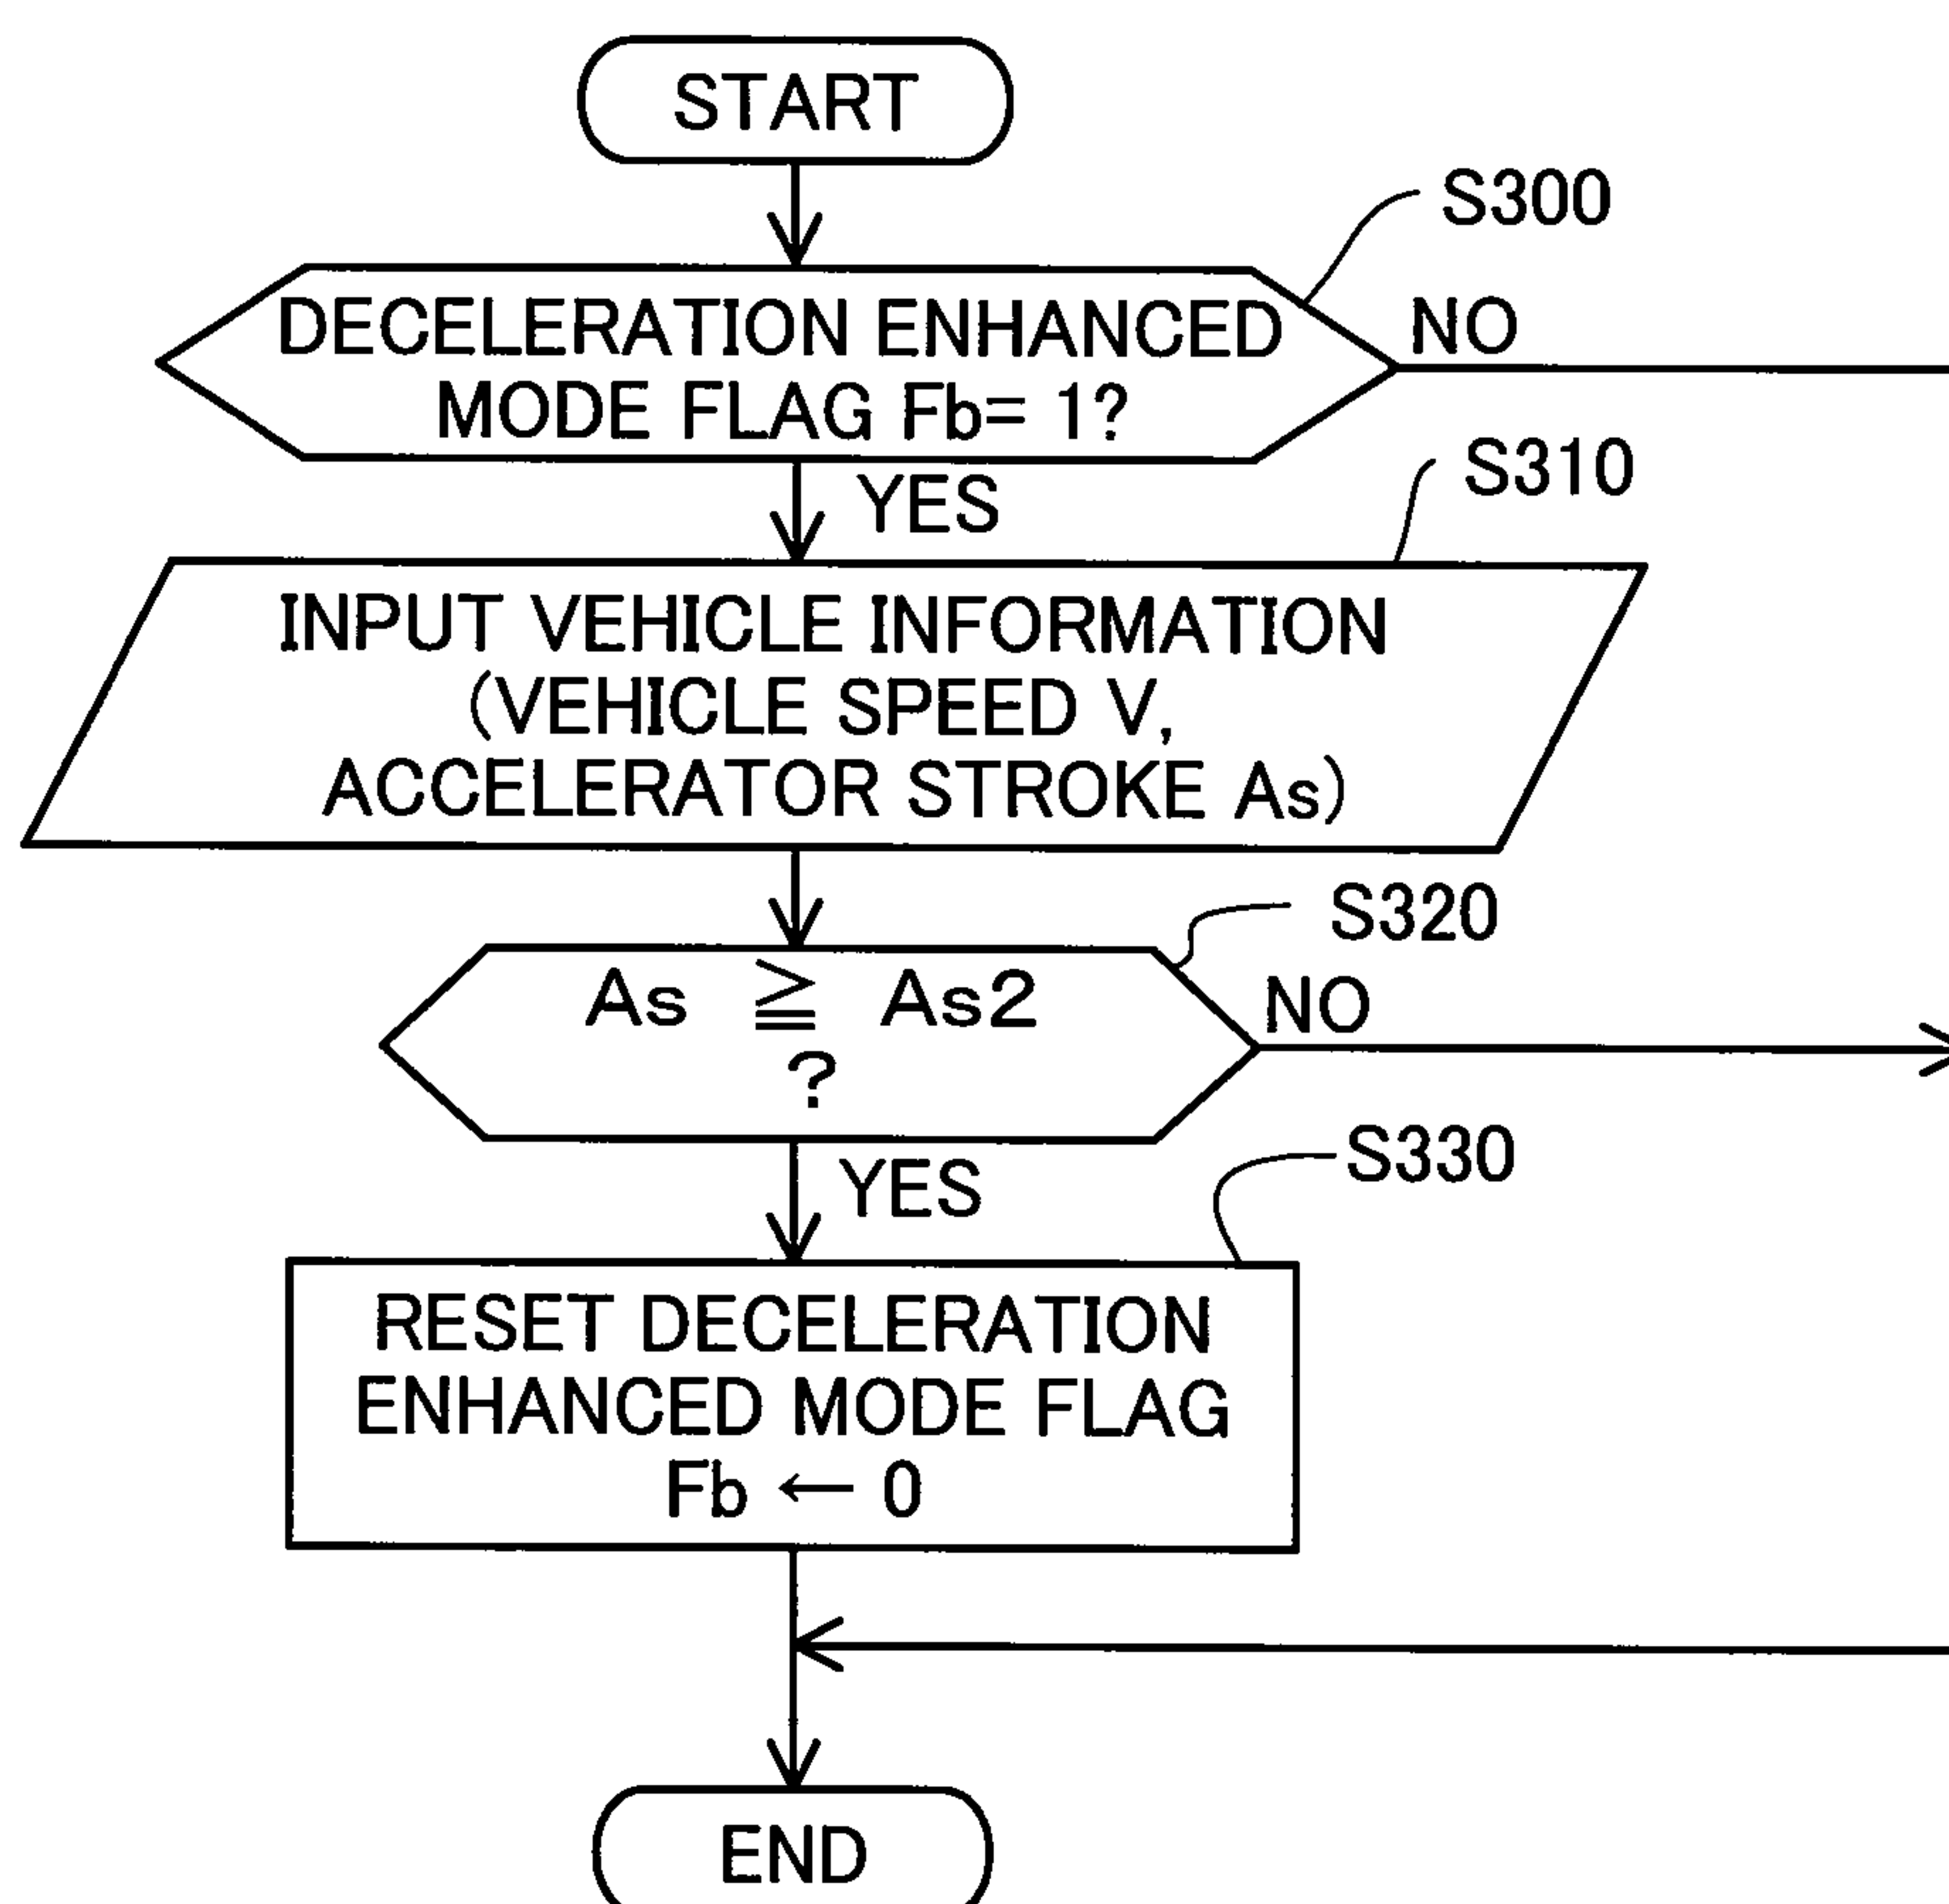 START
S300
DECELERATION ENHANCED
MODE FLAG Fb= 1?
NO
YES
S310
INPUT VEHICLE INFORMATION
(VEHICLE SPEED V,
ACCELERATOR STROKE As)
S320
As ≧ As2
?
NO
YES
S330
RESET DECELERATION
ENHANCED MODE FLAG
Fb ← 0
END